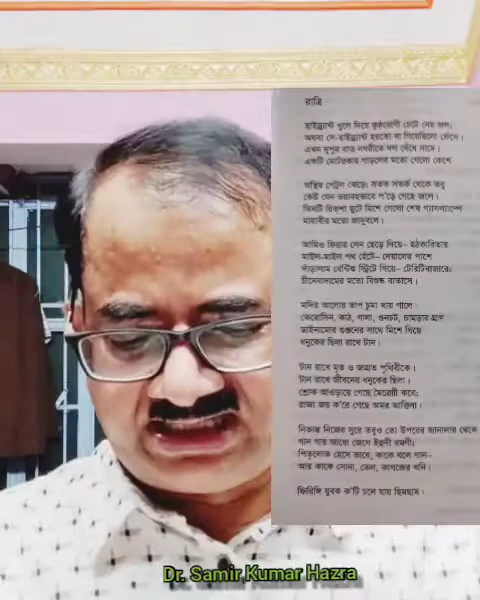 রাত্রি
হাইড্র্যান্ট খুলে দিয়ে কুষ্ঠরোগী চেটে নেয় জল;
অথবা সে-হাইড্র্যান্ট হয়তো বা গিয়েছিলো ফেঁসে।
এখন দুপুর রাত নগরীতে দল বেঁধে নামে।
একটি মোটরকার গাড়লের মতো গেলো কেশে
অস্থির পেট্রল ঝেড়ে; সতত সতর্ক থেকে তবু
কেউ যেন ভয়াবহভাবে প'ড়ে গেছে জলে।
তিনটি রিক্‌শা ছুটে মিশে গেলো শেষ গ্যাসল্যাম্পে
মায়াবীর মতো জাদুবলে।
আমিও ফিয়ার লেন ছেড়ে দিয়ে– হঠকারিতায়
মাইল-মাইল পথ হেঁটে– দেয়ালের পাশে
দাঁড়ালাম বেন্টিঙ্ক স্ট্রিটে গিয়ে– টেরিটিবাজারে;
চীনেবাদামের মতো বিশুষ্ক বাতাসে।
মদির আলোর তাপ চুমো খায় গালে।
কেরোসিন, কাঠ, গালা, গুনচট, চামড়ার ঘ্রাণ
ডাইনামোর গুঞ্জনের সাথে মিশে গিয়ে
ধনুকের ছিলা রাখে টান।
টান রাখে মৃত ও জাগ্রত পৃথিবীকে।
টান রাখে জীবনের ধনুকের ছিলা।
শ্লোক আওড়ায়ে গেছে মৈত্রেয়ী কবে;
রাজ্য জয় ক'রে গেছে অমর আত্তিলা।
নিতান্ত নিজের সুরে তবুও তো উপরের জানালার থেকে
গান গায় আধো জেগে ইহুদী রমণী;
পিতৃলোক হেসে ভাবে, কাকে বলে গান–
আর কাকে সোনা, তেল, কাগজের খনি।
ফিরিঙ্গি যুবক ক'টি চলে যায় ছিমছাম।
Dr. Samir Kumar Hazra